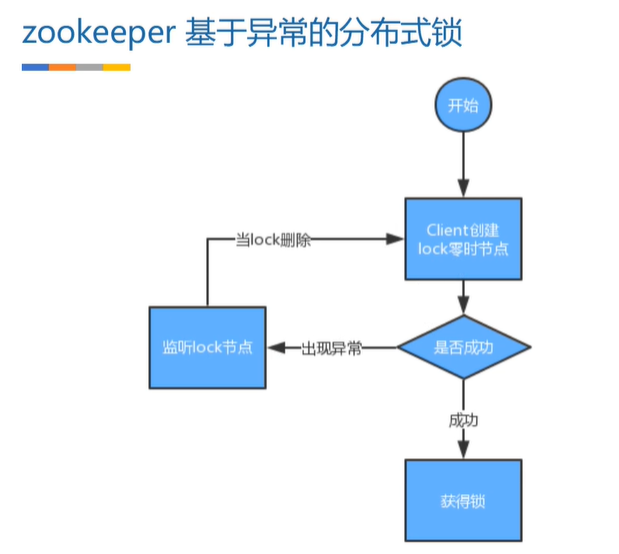 zookeeper 基于异常的分布式锁
开始
Client创建
lock零时节点
当lock删除
监听lock节点
出现异常
是否成功
成功
获得锁